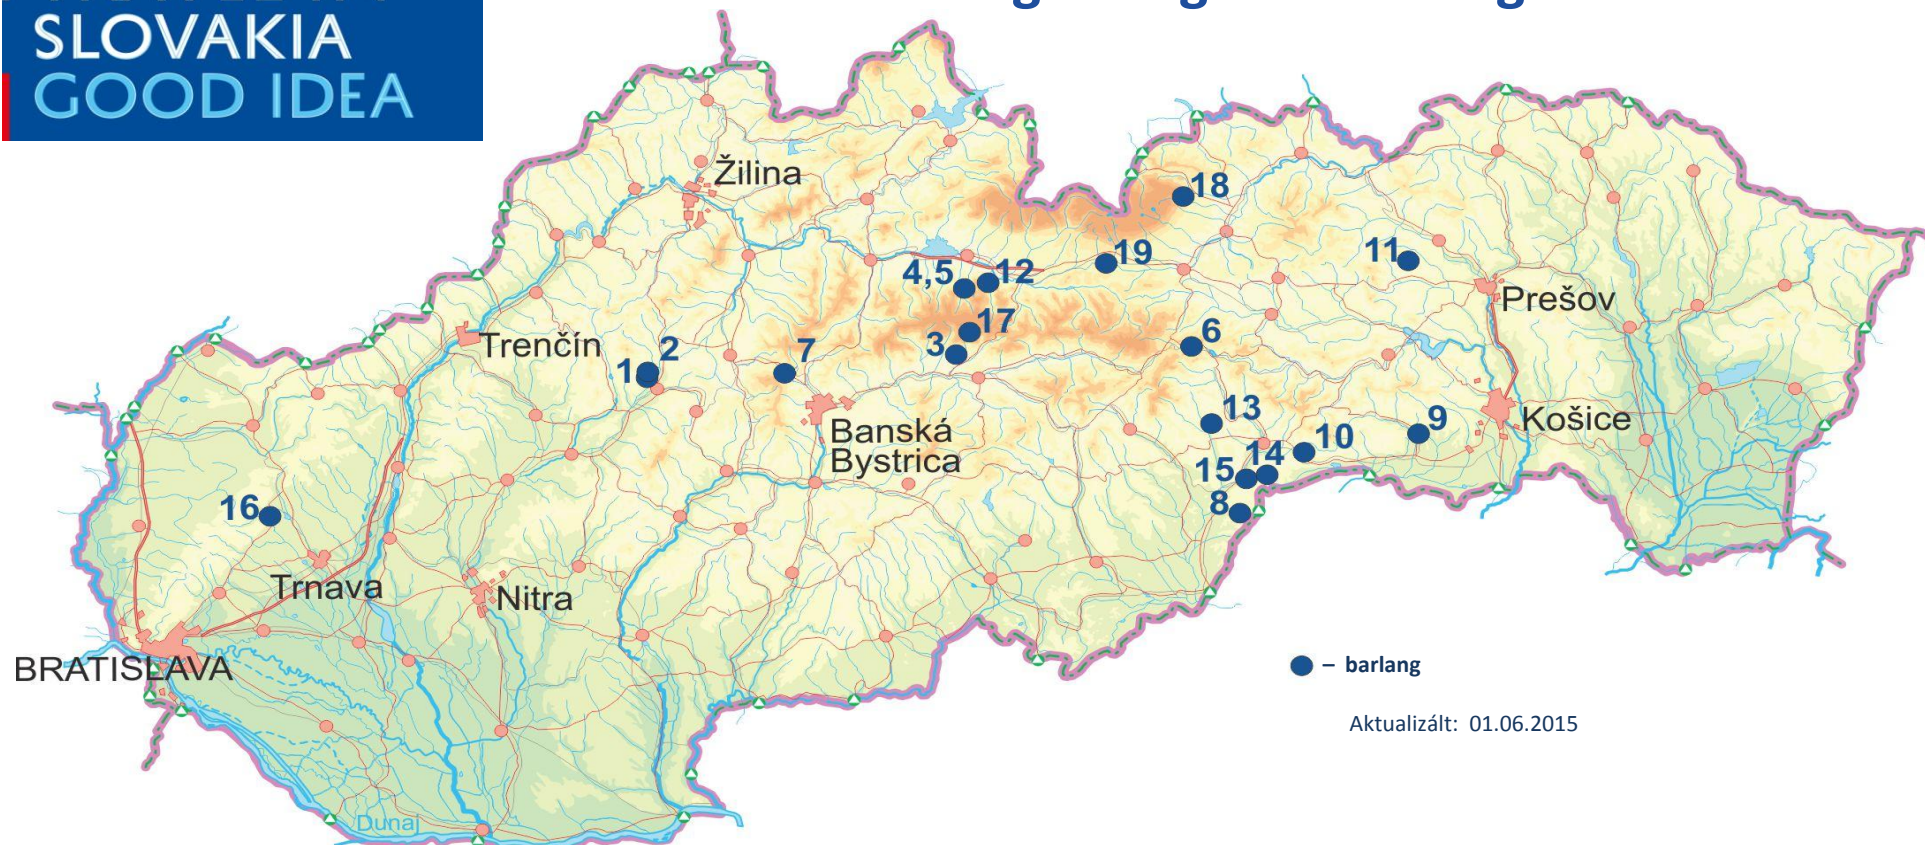 SLOVAKIA
GOOD IDEA
Žilina
18
19
11
4,5
12
Prešov
17
Trenčín
2
1
7
3
6
13
Košice
9
10
Banská
Bystrica
14
15
8
16
Trnava
Nitra
BRATISLAVA
– barlang
Aktualizált: 01.06.2015
Dunaj